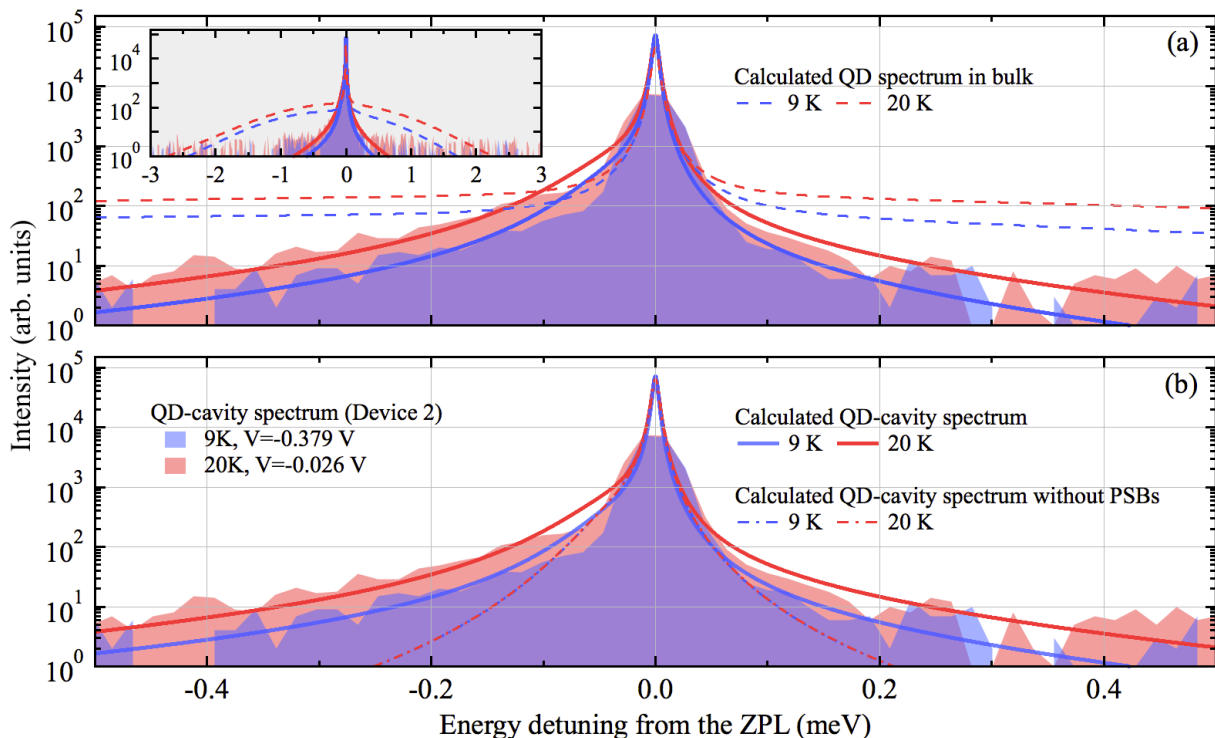 (a)
10^5
10^4
10^3
10^2
10^1
10^0
10^4
10^2
10^0
-3 -2 -1 0 1 2 3
Calculated QD spectrum in bulk
9 K 20 K
Intensity (arb. units)
(b)
10^5
10^4
10^3
10^2
10^1
10^0
QD-cavity spectrum (Device 2)
9K, V=-0.379 V
20K, V=-0.026 V
Calculated QD-cavity spectrum
9 K 20 K
Calculated QD-cavity spectrum without PSBs
9 K 20 K
-0.4 -0.2 0.0 0.2 0.4
Energy detuning from the ZPL (meV)